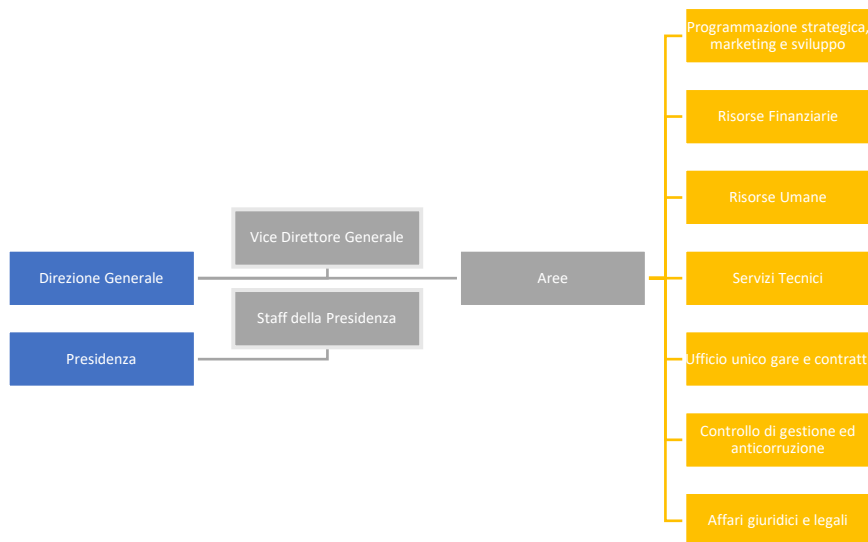 Programmazione strategica,
marketing e sviluppo
Risorse Finanziarie
Risorse Umane
Vice Direttore Generale
Direzione Generale
Aree
Servizi Tecnici
Staff della Presidenza
Presidenza
Ufficio unico gare e contratt
Controllo di gestione ed
anticorruzione
Affari giuridici e legali